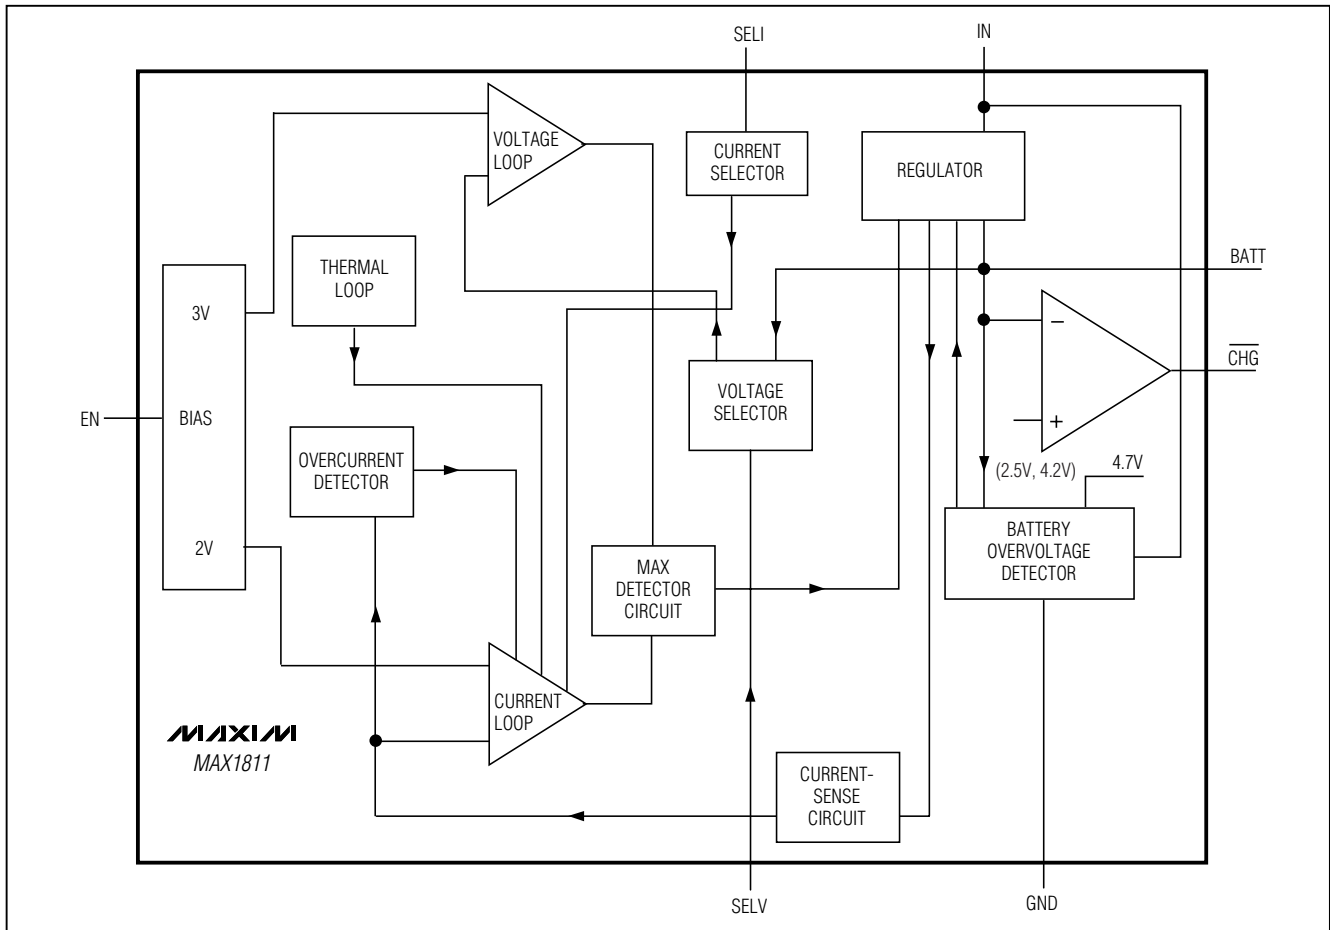 SELI
IN
VOLTAGE
LOOP
CURRENT
SELECTOR
REGULATOR
THERMAL
LOOP
BATT
3V
−
CHG
BIAS
EN
VOLTAGE
SELECTOR
+
OVERCURRENT
DETECTOR
(2.5V, 4.2V)
4.7V
2V
BATTERY
OVERVOLTAGE
DETECTOR
MAX
DETECTOR
CIRCUIT
CURRENT
LOOP
MAXIM
MAX1811
CURRENT-
SENSE
CIRCUIT
SELV
GND